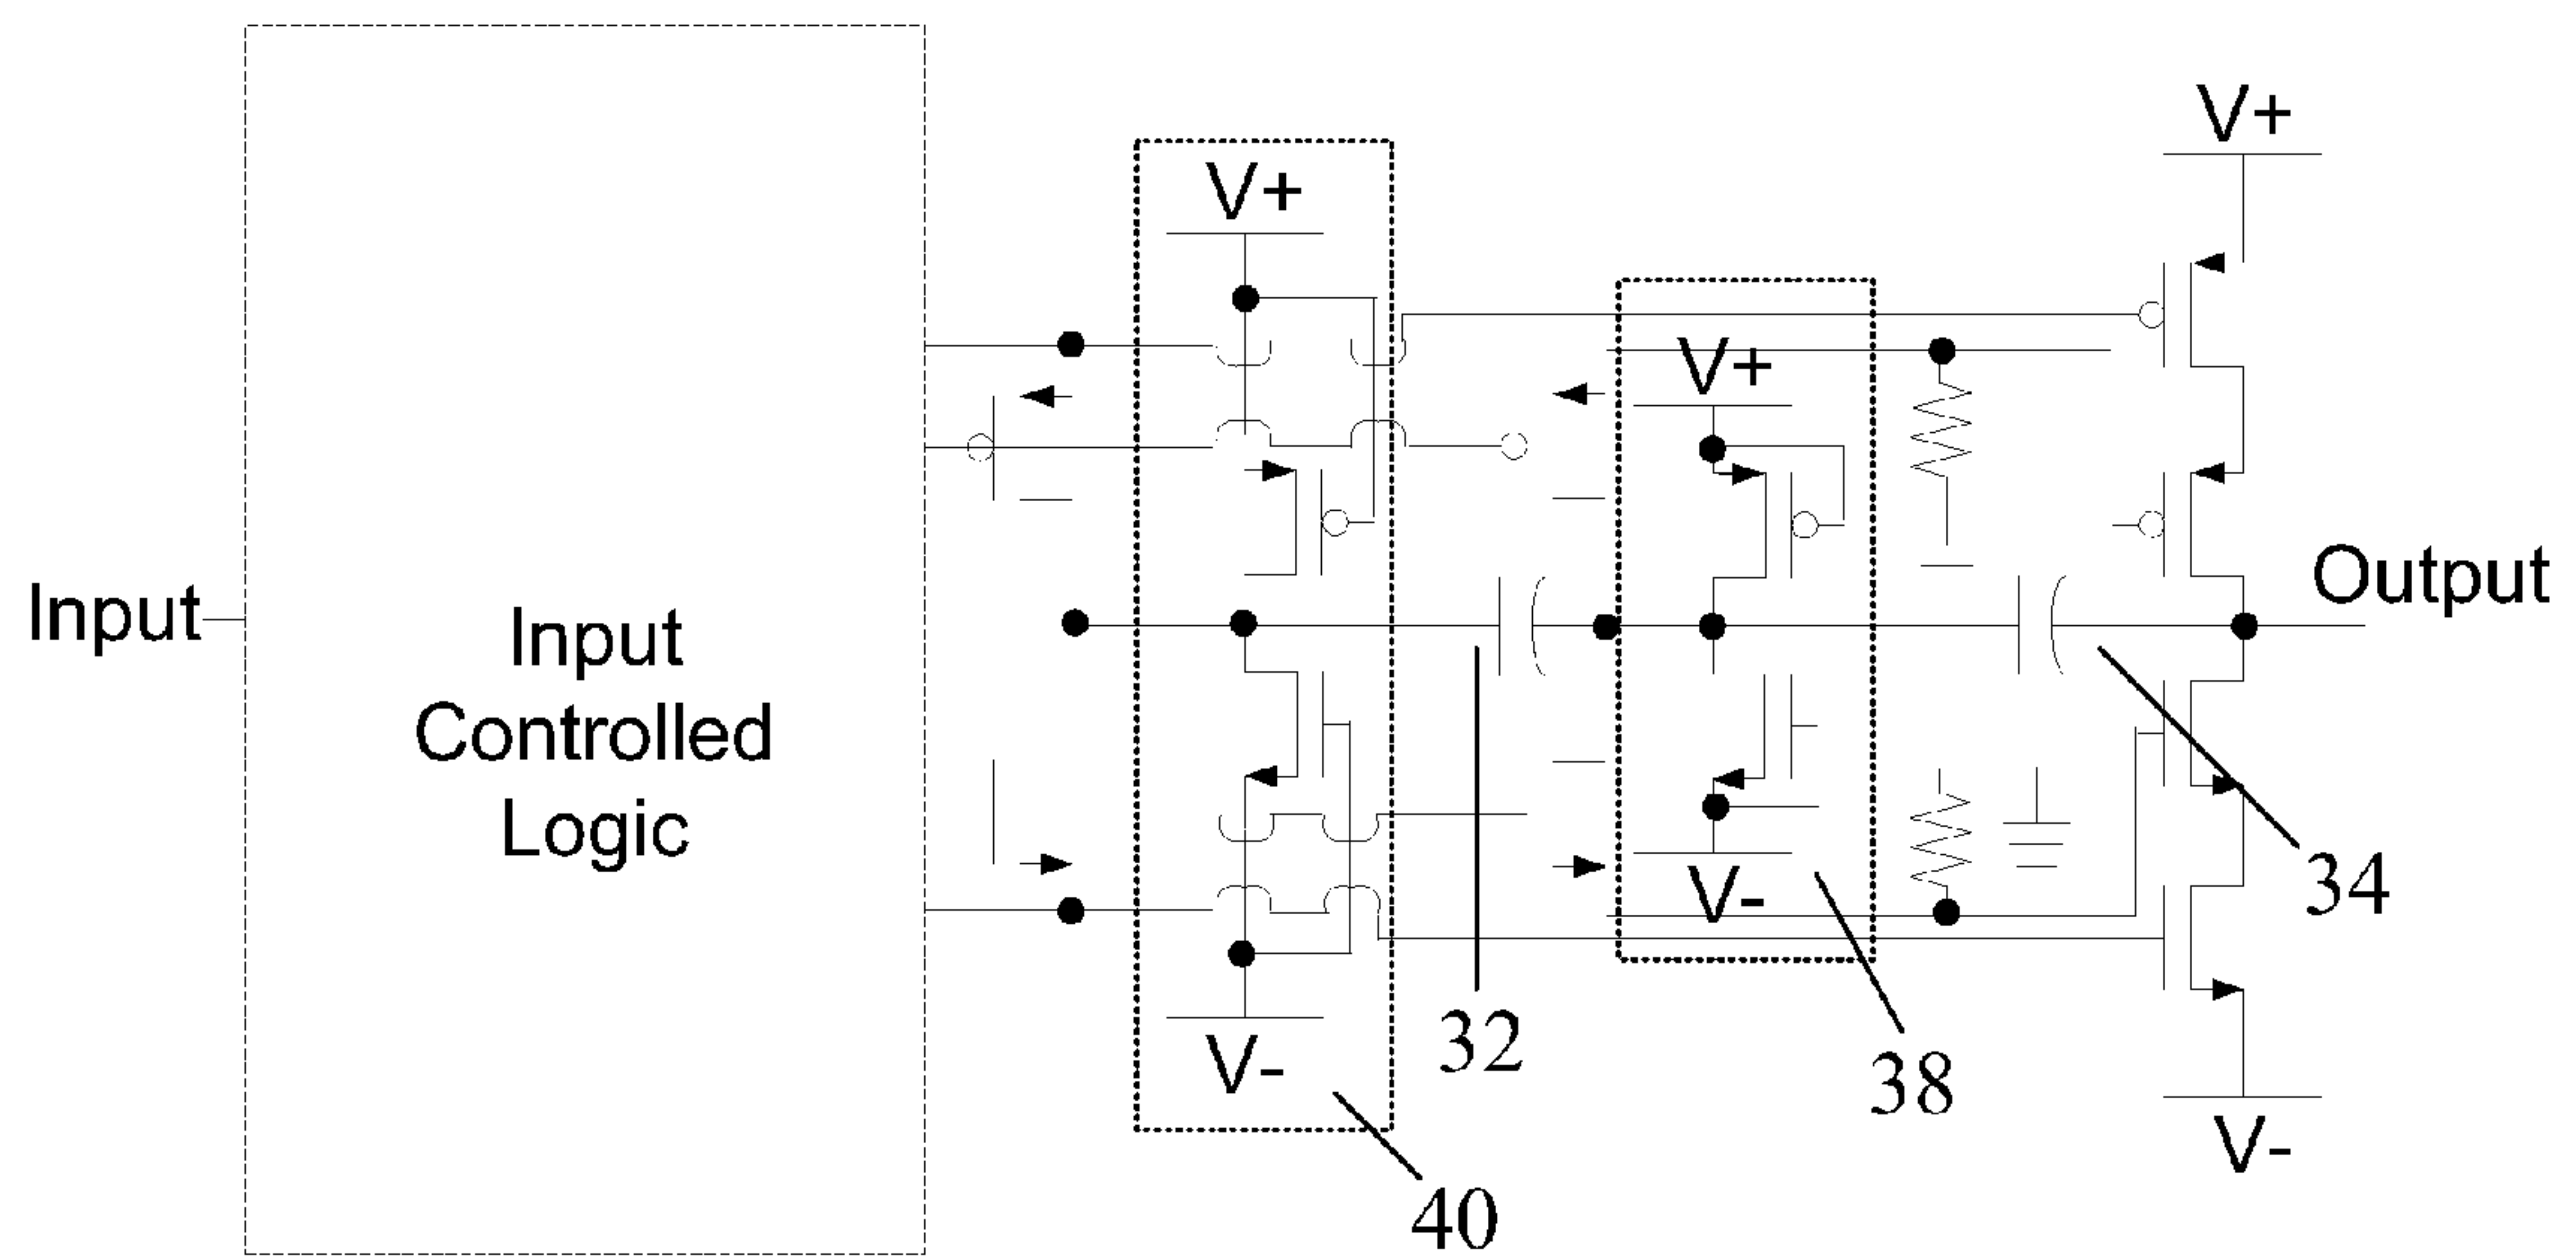 V+
V+
V+
Input
Input
Controlled
Logic
Output
V-
34
32
38
V-
V-
40